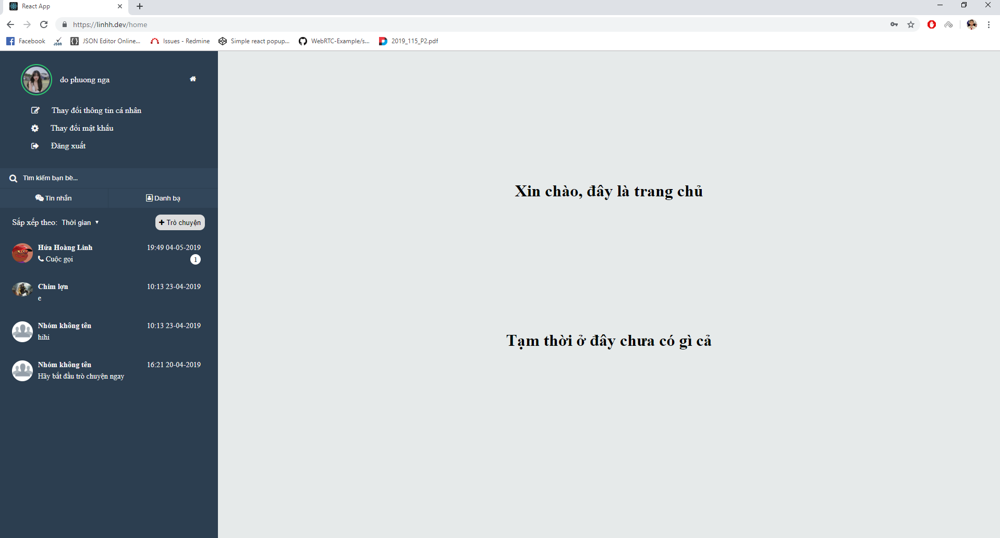 React App
https://linhh.dev/home
Facebook
JSON
JSON Editor Online...
Issues - Redmine
Simple react popup...
WebRTC-Example/s...
2019_115_P2.pdf
do phuong nga
Thay đổi thông tin cá nhân
Thay đổi mật khẩu
Đăng xuất
Tìm kiếm bạn bè...
Tin nhắn
Danh bạ
Sắp xếp theo: Thời gian
Trò chuyện
Hứa Hoàng Linh 19:49 04-05-2019
Cuộc gọi 1
Chim lợn 10:13 23-04-2019
e
Nhóm không tên 10:13 23-04-2019
hihi
Nhóm không tên 16:21 20-04-2019
Hãy bắt đầu trò chuyện ngay
Xin chào, đây là trang chủ
Tạm thời ở đây chưa có gì cả